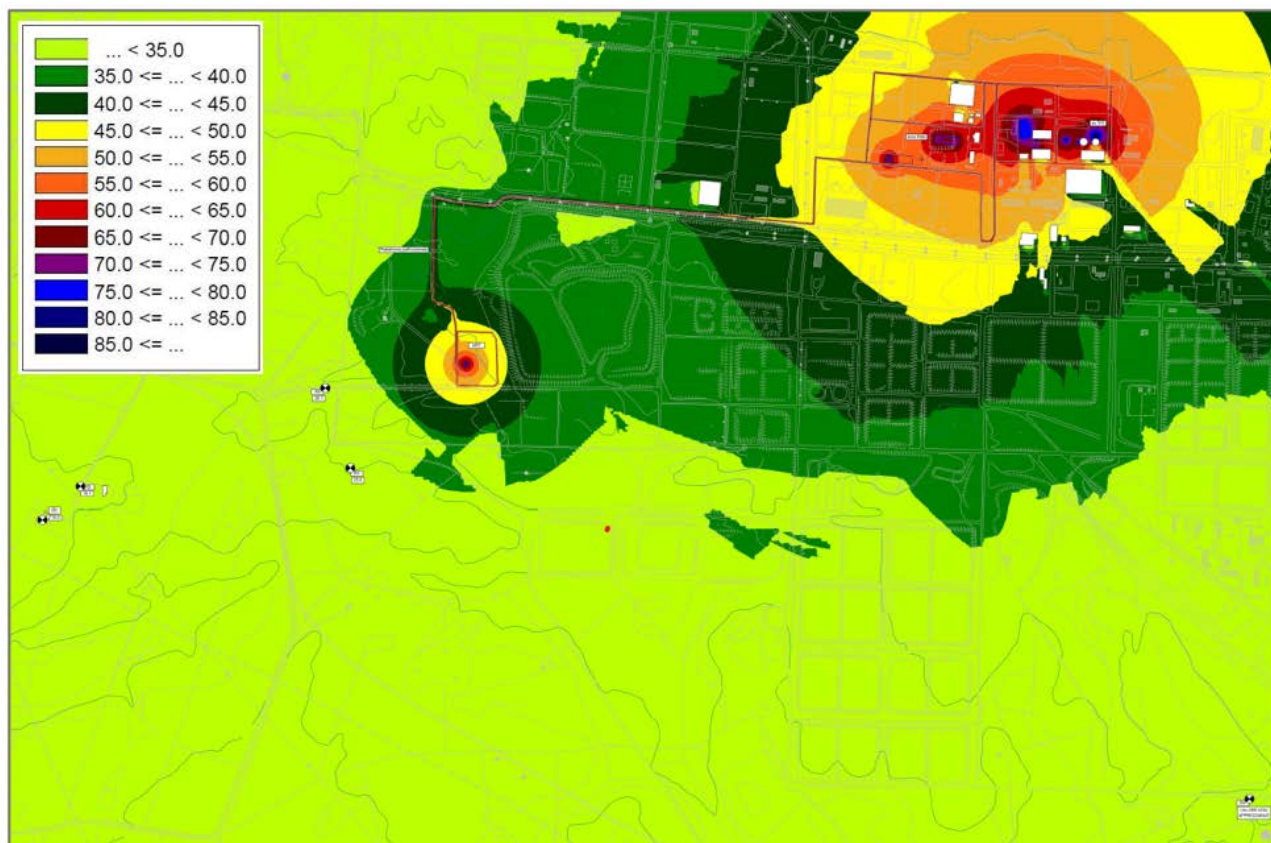 ... < 35.0
35.0 <= ... < 40.0
40.0 <= ... < 45.0
45.0 <= ... < 50.0
50.0 <= ... < 55.0
55.0 <= ... < 60.0
60.0 <= ... < 65.0
65.0 <= ... < 70.0
70.0 <= ... < 75.0
75.0 <= ... < 80.0
80.0 <= ... < 85.0
85.0 <= ...